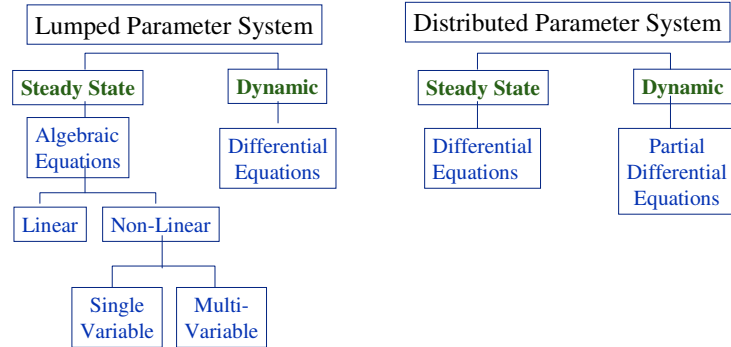 Lumped Parameter System
Distributed Parameter System
Steady State
Dynamic
Steady State
Dynamic
Algebraic
Equations
Differential
Equations
Differential
Equations
Partial
Differential
Equations
Linear
Non-Linear
Single
Variable
Multi-
Variable